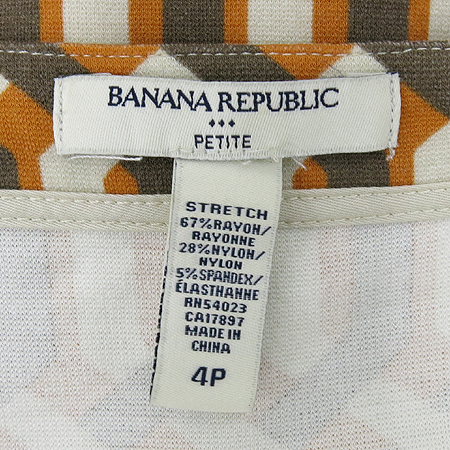 BANANA REPUBLIC
PETITE
STRETCH
67%RAYON/
RAYONNE
28%NYLON/
NYLON
5%SPANDEX/
ÉLASTHANNE
RN54023
CA17897
MADE IN
CHINA
4P